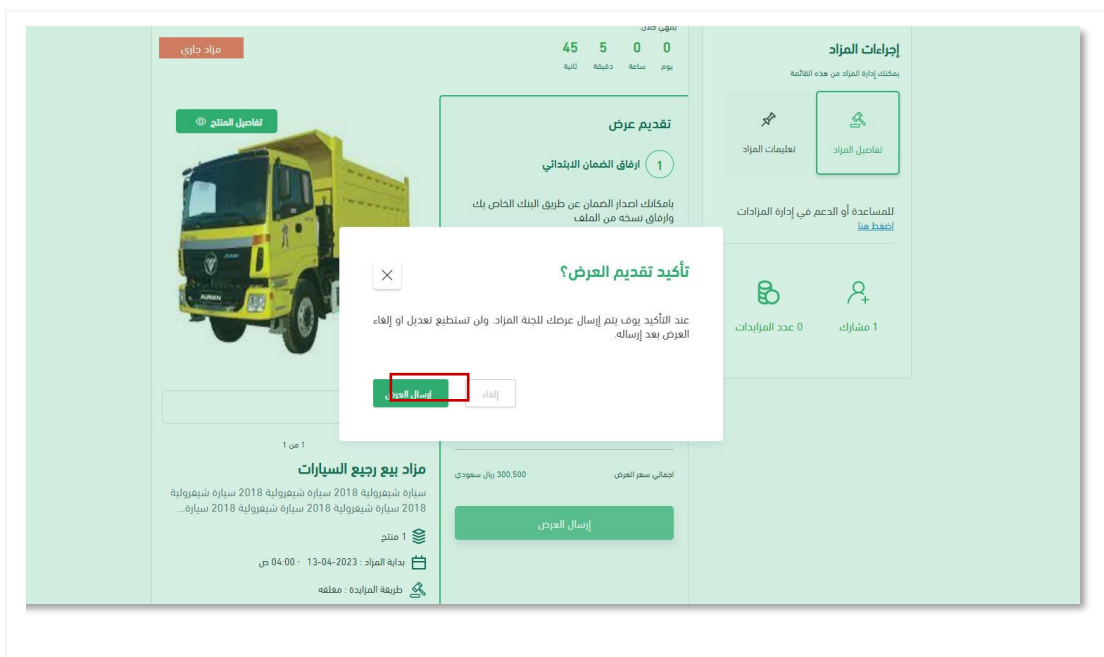 إجراءات المزاد
يمكنك إدارة المزاد من هذه القائمة
تفاصيل المزاد
تعليمات المزاد
للمساعدة أو الدعم في إدارة المزادات
اضغط هنا
1 مشارك
0 عدد المزايدات
ينتهي خلال:
0 0 5 45
يوم ساعة دقيقة ثانية
مزاد جاري
تقديم عرض
1 ارفاق الضمان الابتدائي
بامكانك اصدار الضمان عن طريق البنك الخاص بك
وارفاق نسخه من الملف
تفاصيل المنتج
AUMAN
تأكيد تقديم العرض؟
عند التأكيد يوف يتم إرسال عرضك للجنة المزاد. ولن تستطيع تعديل او إلغاء
العرض بعد إرساله.
إلغاء
إرسال العرض
اجمالي سعر العرض
300,500 ريال سعودي
إرسال العرض
1 من 1
مزاد بيع رجيع السيارات
سيارة شيفرولية 2018 سيارة شيفرولية 2018 سيارة شيفرولية
2018 سيارة شيفرولية 2018 سيارة شيفرولية 2018 سيارة...
1 منتج
بداية المزاد : 2023-04-13 · 04:00 ص
طريقة المزايدة : مغلقه